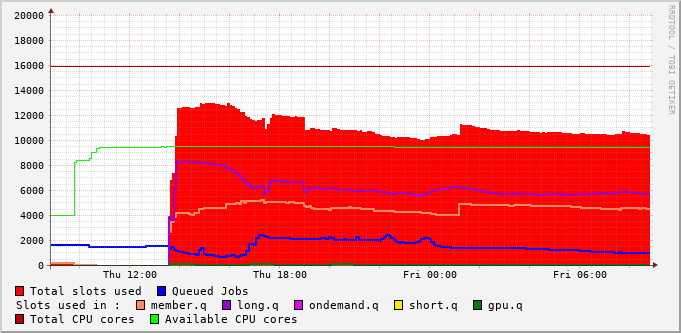 RRDTOOL / TOBI OETIKER
20000
18000
16000
14000
12000
10000
8000
6000
4000
2000
0
Thu 12:00 Thu 18:00 Fri 00:00 Fri 06:00
Total slots used Queued Jobs
Slots used in : member.q long.q ondemand.q short.q gpu.q
Total CPU cores Available CPU cores